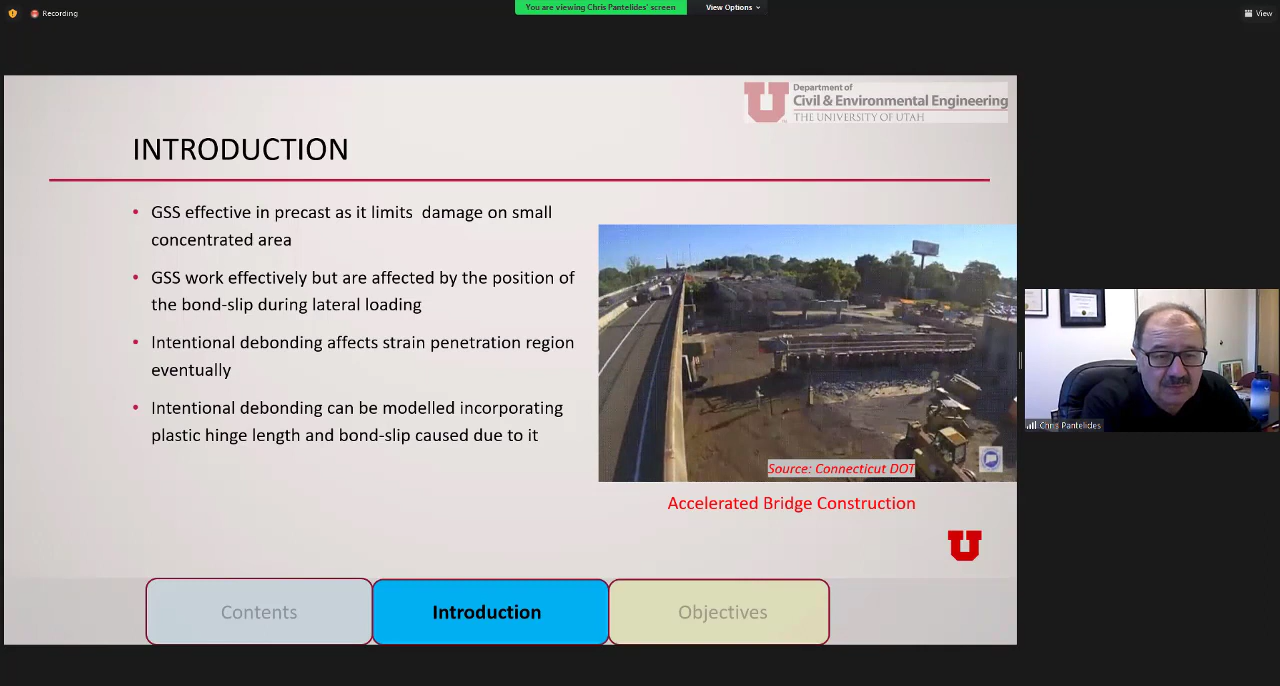 Recording
You are viewing Chris Pantelides' screen
View Options
View
Department of
Civil & Environmental Engineering
THE UNIVERSITY OF UTAH
INTRODUCTION
• GSS effective in precast as it limits damage on small
concentrated area
• GSS work effectively but are affected by the position of
the bond-slip during lateral loading
• Intentional debonding affects strain penetration region
eventually
• Intentional debonding can be modelled incorporating
plastic hinge length and bond-slip caused due to it
Source: Connecticut DOT
Accelerated Bridge Construction
Chris Pantelides
Contents
Introduction
Objectives